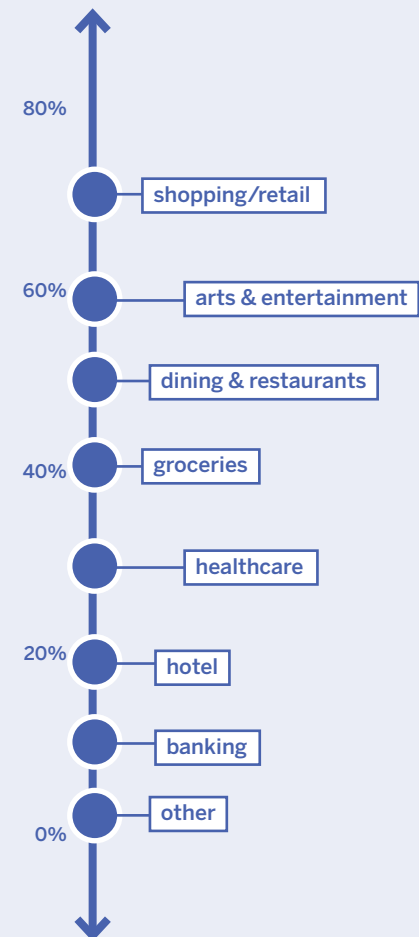 80%
shopping/retail
60%
arts & entertainment
dining & restaurants
40%
groceries
healthcare
20%
hotel
banking
other
0%